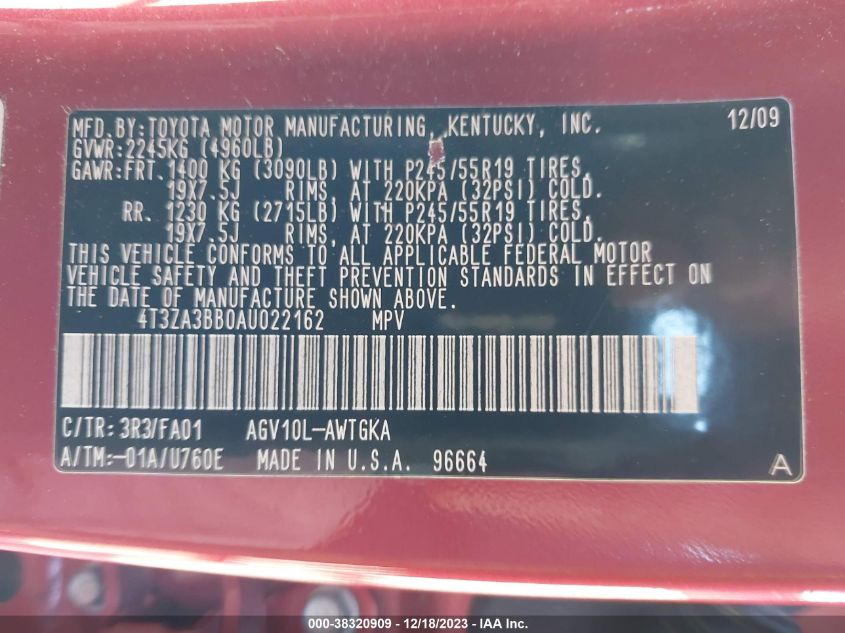 MFD.BY:TOYOTA MOTOR MANUFACTURING, KENTUCKY, INC. 12/09
GVWR:2245KG (4960LB)
GAWR:FRT.1400 KG (3090LB) WITH P245/55R19 TIRES,
19X7.5J RIMS, AT 220KPA (32PSI) COLD.
RR. 1230 KG (2715LB) WITH P245/55R19 TIRES,
19X7.5J RIMS, AT 220KPA (32PSI) COLD.
THIS VEHICLE CONFORMS TO ALL APPLICABLE FEDERAL MOTOR
VEHICLE SAFETY AND THEFT PREVENTION STANDARDS IN EFFECT ON
THE DATE OF MANUFACTURE SHOWN ABOVE.
4T3ZA3BB0AU022162 MPV
C/TR:3R3/FA01 AGV10L-AWTGKA
A/TM:-01A/U760E MADE IN U.S.A. 96664 A
000-38320909 - 12/18/2023 - IAA Inc.